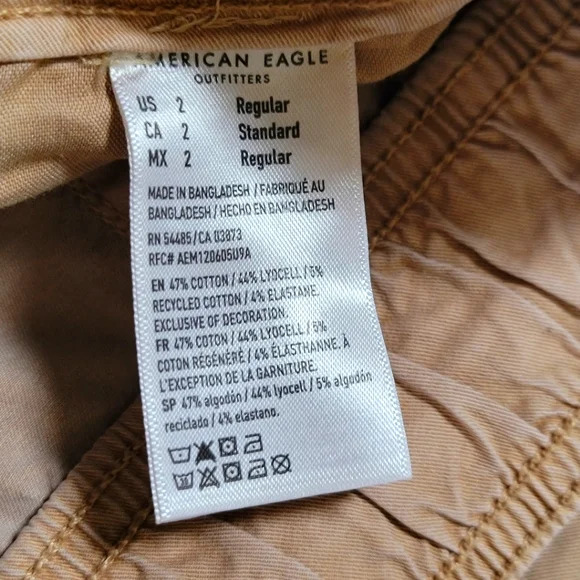 AMERICAN EAGLE
OUTFITTERS
US 2 Regular
CA 2 Standard
MX 2 Regular
MADE IN BANGLADESH / FABRIQUÉ AU
BANGLADESH / HECHO EN BANGLADESH
RN 54485/CA 03873
RFC# AEM120605U9A
EN 47% COTTON / 44% LYOCELL / 5%
RECYCLED COTTON / 4% ELASTANE.
EXCLUSIVE OF DECORATION.
FR 47% COTON / 44% LYOCELL / 5%
COTON RÉGÉNÉRÉ / 4% ÉLASTHANNE. À
L'EXCEPTION DE LA GARNITURE.
SP 47% algodón / 44% lyocell / 5% algodón
reciclado / 4% elastano.